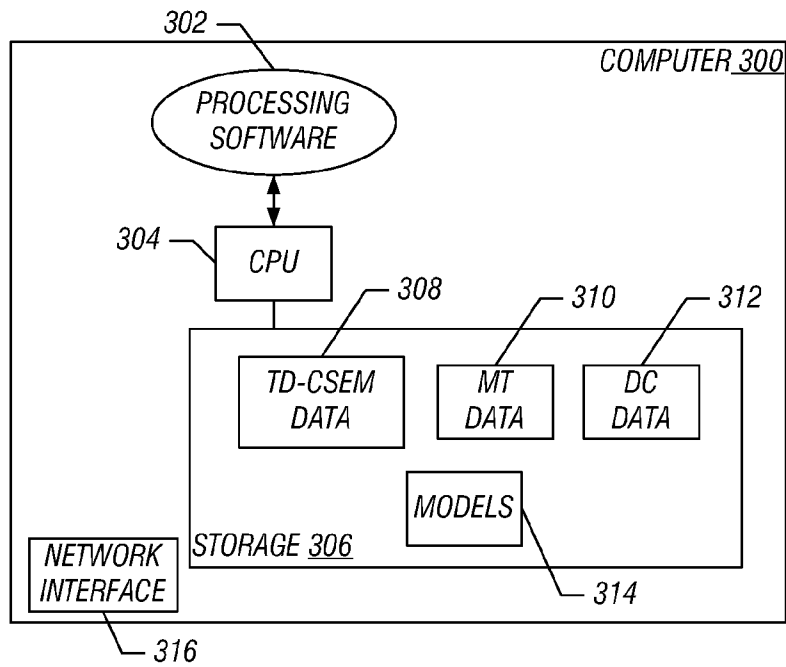 302
COMPUTER 300
PROCESSING
SOFTWARE
304
CPU
308
310
312
TD-CSEM
DATA
MT
DATA
DC
DATA
MODELS
STORAGE 306
314
NETWORK
INTERFACE
316